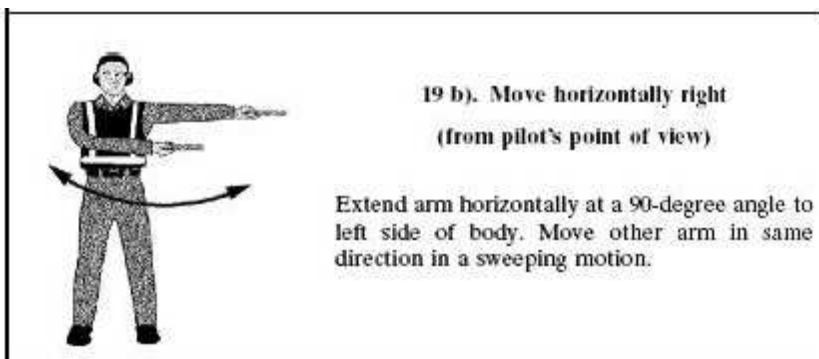 19 b). Move horizontally right
(from pilot's point of view)
Extend arm horizontally at a 90-degree angle to
left side of body. Move other arm in same
direction in a sweeping motion.